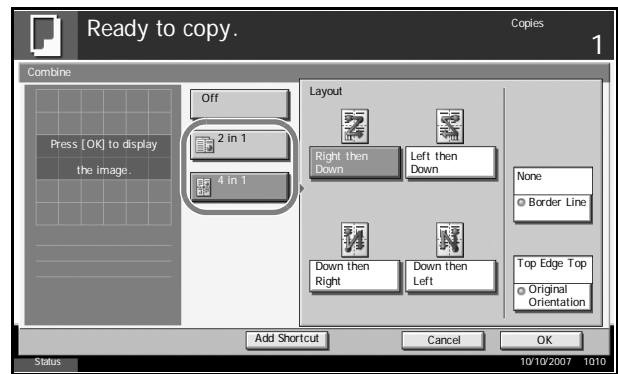 Ready to copy.
Copies
1
Combine
Press [OK] to display
the image.
Off
2 in 1
4 in 1
Layout
Right then
Down
Left then
Down
Down then
Right
Down then
Left
None
Border Line
Top Edge Top
Original
Orientation
Add Shortcut
Cancel
OK
Status
10/10/2007 1010